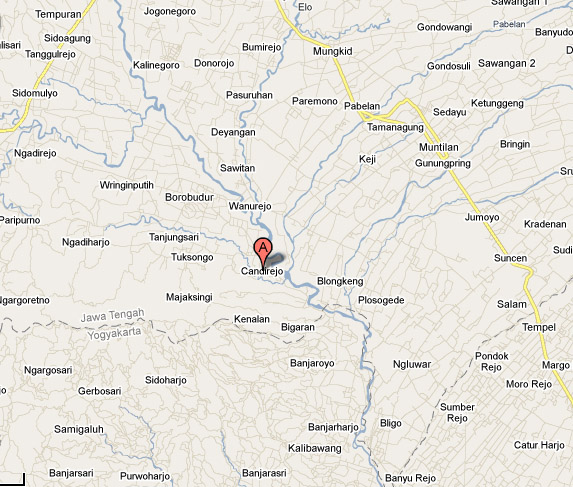 Sawangan 1
Elo
Jogonegoro
Tempuran
Pabelan
Gondowangi
Banyudo
Sidoagung
Bumirejo
Mungkid
Tanggulrejo
Kalinegoro
Donorojo
Gondosuli
Sawangan 2
Sidomulyo
Pasuruhan
Paremono
Pabelan
Ketunggeng
Sedayu
Tamanagung
Deyangan
Muntilan
Bringin
Ngadirejo
Keji
Gunungpring
Sawitan
Wringinputih
Borobudur
Wanurejo
Jumoyo
Paripurno
Kradenan
Ngadiharjo
Tanjungsari
Tuksongo
A
Candirejo
Suncen
Blongkeng
Majaksingi
Plosogede
Salam
Jawa Tengah
Yogyakarta
Kenalan
Bigaran
Tempel
Banjaroyo
Ngluwar
Pondok
Rejo
Margo
Ngargosari
Sidoharjo
Moro Rejo
Gerbosari
Sumber
Rejo
Samigaluh
Banjarharjo
Bligo
Kalibawang
Catur Harjo
Banjarsari
Purwoharjo
Banjarasri
Banyu Rejo